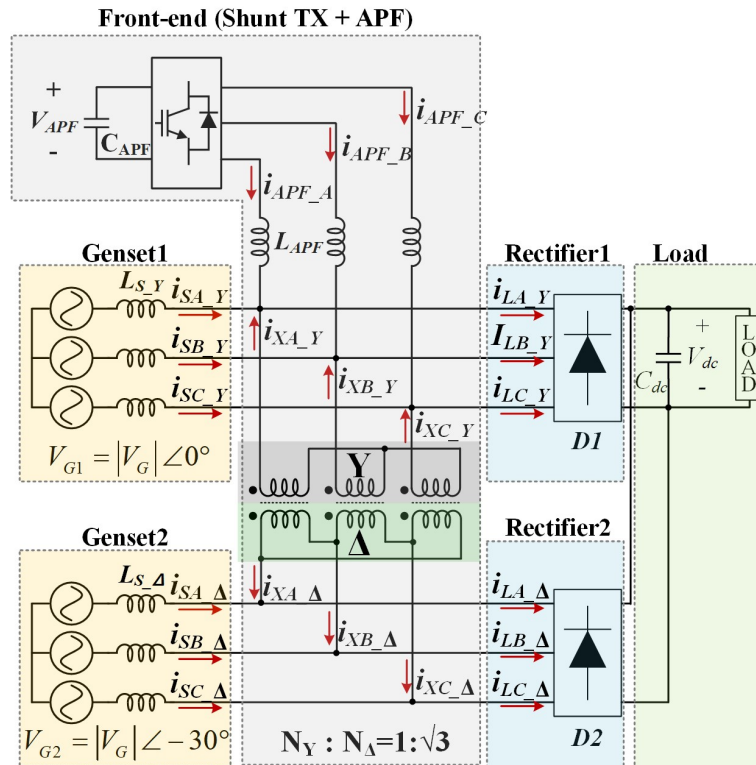 Front-end (Shunt TX + APF)
+
V_APF
-
C_APF
i_APF_C
i_APF_B
i_APF_A
L_APF
Genset1
L_S_Y
i_SA_Y
i_SB_Y
i_SC_Y
V_G1 = |V_G| ∠0°
i_XA_Y
i_XB_Y
i_XC_Y
Rectifier1
i_LA_Y
I_LB_Y
i_LC_Y
D1
Load
+
V_dc
-
C_dc
LOAD
Y
Δ
Genset2
L_S_Δ
i_SA_Δ
i_SB_Δ
i_SC_Δ
V_G2 = |V_G| ∠-30°
i_XA_Δ
i_XB_Δ
i_XC_Δ
N_Y : N_Δ=1:√3
Rectifier2
i_LA_Δ
i_LB_Δ
i_LC_Δ
D2